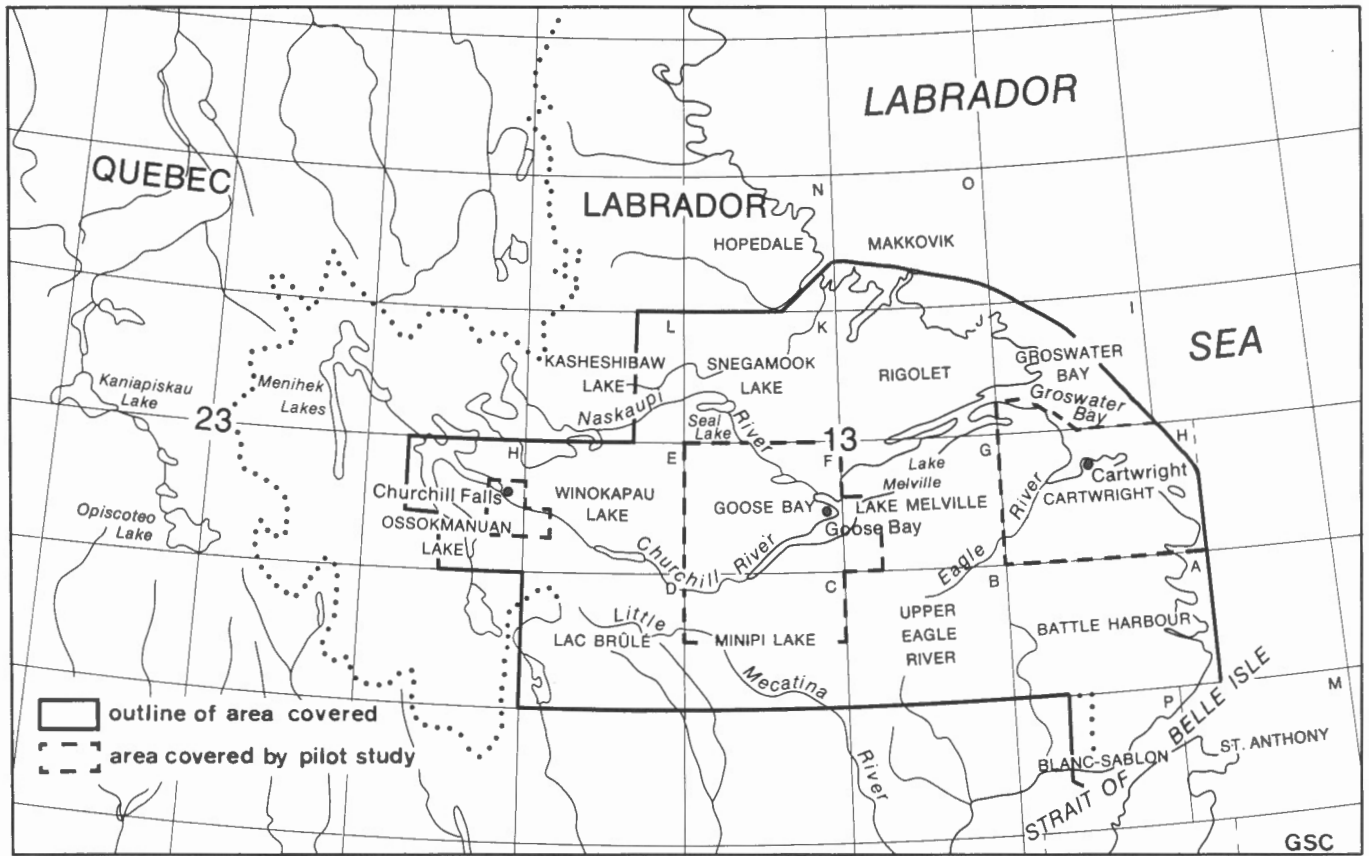 LABRADOR
QUEBEC
N
O
LABRADOR
HOPEDALE
MAKKOVIK
L
K
J
I
SEA
KASHESHIBAW
LAKE
SNEGAMOOK
LAKE
RIGOLET
GROSWATER
BAY
Kaniapiskau
Lake
23
Menihek
Lakes
Naskaupi
River
Seal
Lake
Groswater
Bay
13
H
E
F
G
H
Lake
Melville
Churchill Falls
WINOKAPAU
LAKE
GOOSE BAY
Goose Bay
LAKE MELVILLE
River
Cartwright
CARTWRIGHT
Opiscoteo
Lake
OSSOKMANUAN
LAKE
Churchill
River
Eagle
D
C
B
A
Little
LAC BRÛLÉ
MINIPI LAKE
UPPER
EAGLE
RIVER
BATTLE HARBOUR
Mecatina
River
P
M
BELLE ISLE
ST. ANTHONY
BLANC-SABLON
STRAIT OF
outline of area covered
area covered by pilot study
GSC